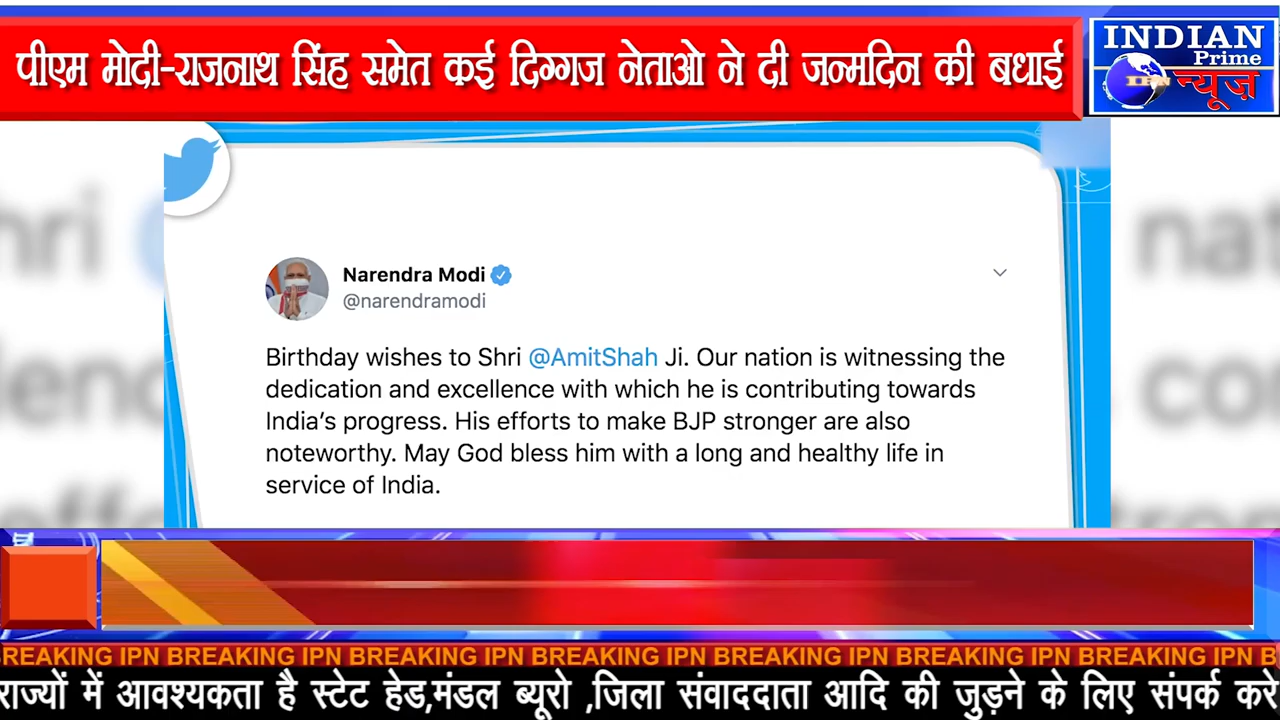 पीएम मोदी-राजनाथ सिंह समेत कई दिग्गज नेताओ ने दी जन्मदिन की बधाई
INDIAN
Prime
IPN
न्यूज़
Narendra Modi
@narendramodi
Birthday wishes to Shri @AmitShah Ji. Our nation is witnessing the
dedication and excellence with which he is contributing towards
India's progress. His efforts to make BJP stronger are also
noteworthy. May God bless him with a long and healthy life in
service of India.
REAKING IPN BREAKING IPN BREAKING IPN BREAKING IPN BREAKING IPN BREAKING IPN BREAKING IPN B
राज्यों में आवश्यकता है स्टेट हेड,मंडल ब्यूरो ,जिला संवाददाता आदि की जुड़ने के लिए संपर्क करे